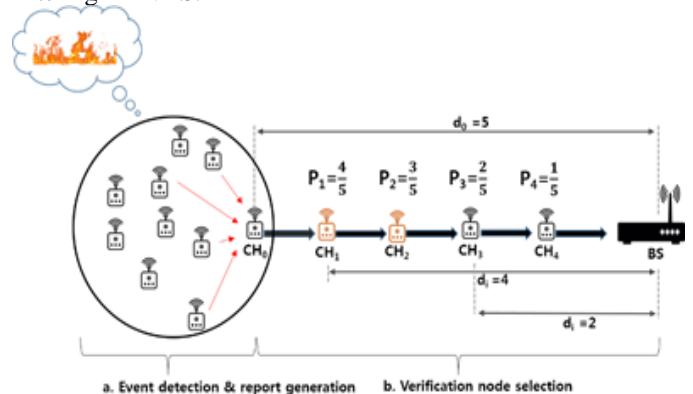 d₀ =5
P₁=4/5 P₂=3/5 P₃=2/5 P₄=1/5
CH₀ CH₁ CH₂ CH₃ CH₄ BS
dᵢ =4
dᵢ =2
a. Event detection & report generation b. Verification node selection